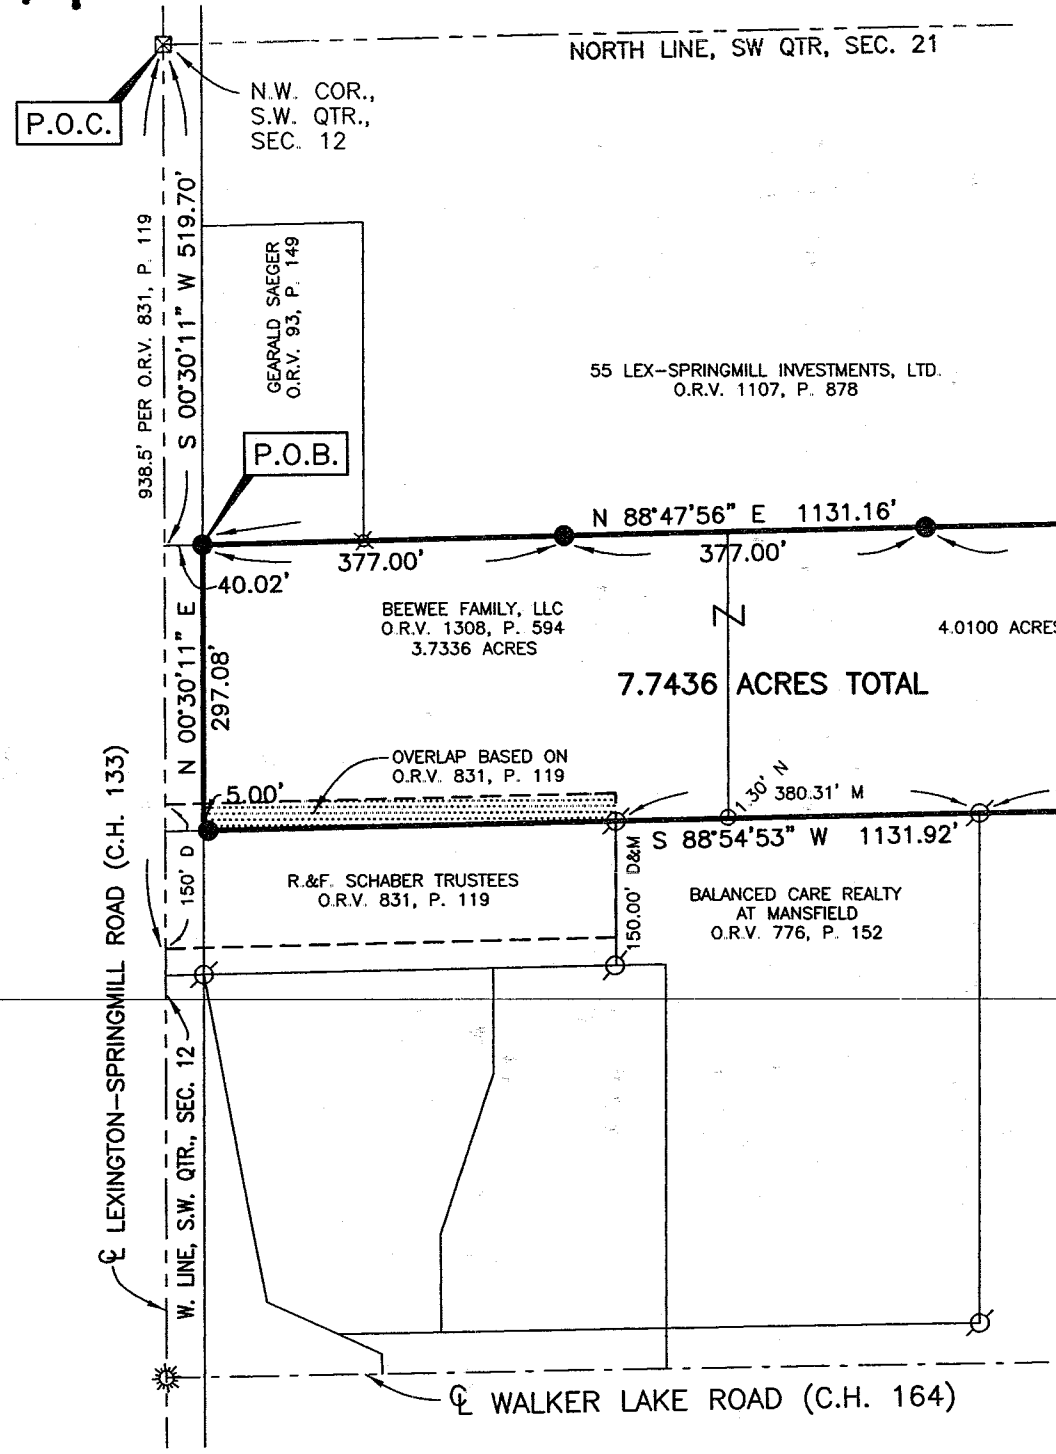 NORTH LINE, SW QTR, SEC. 21
N.W. COR.,
S.W. QTR.,
SEC. 12
P.O.C.
938.5' PER O.R.V. 831, P. 119
S 00°30'11" W 519.70'
GEARALD SAEGER
O.R.V. 93, P. 149
55 LEX-SPRINGMILL INVESTMENTS, LTD.
O.R.V. 1107, P. 878
P.O.B.
N 88°47'56" E 1131.16'
377.00'
377.00'
40.02'
BEEWEE FAMILY, LLC
O.R.V. 1308, P. 594
3.7336 ACRES
N
4.0100 ACRES
7.7436 ACRES TOTAL
N 00°30'11" E
297.08'
OVERLAP BASED ON
O.R.V. 831, P. 119
5.00'
1.30' N
380.31' M
S 88°54'53" W 1131.92'
150' D
R.&F. SCHABER TRUSTEES
O.R.V. 831, P. 119
150.00' D&M
BALANCED CARE REALTY
AT MANSFIELD
O.R.V. 776, P. 152
℄ LEXINGTON-SPRINGMILL ROAD (C.H. 133)
W. LINE, S.W. QTR., SEC. 12
℄ WALKER LAKE ROAD (C.H. 164)